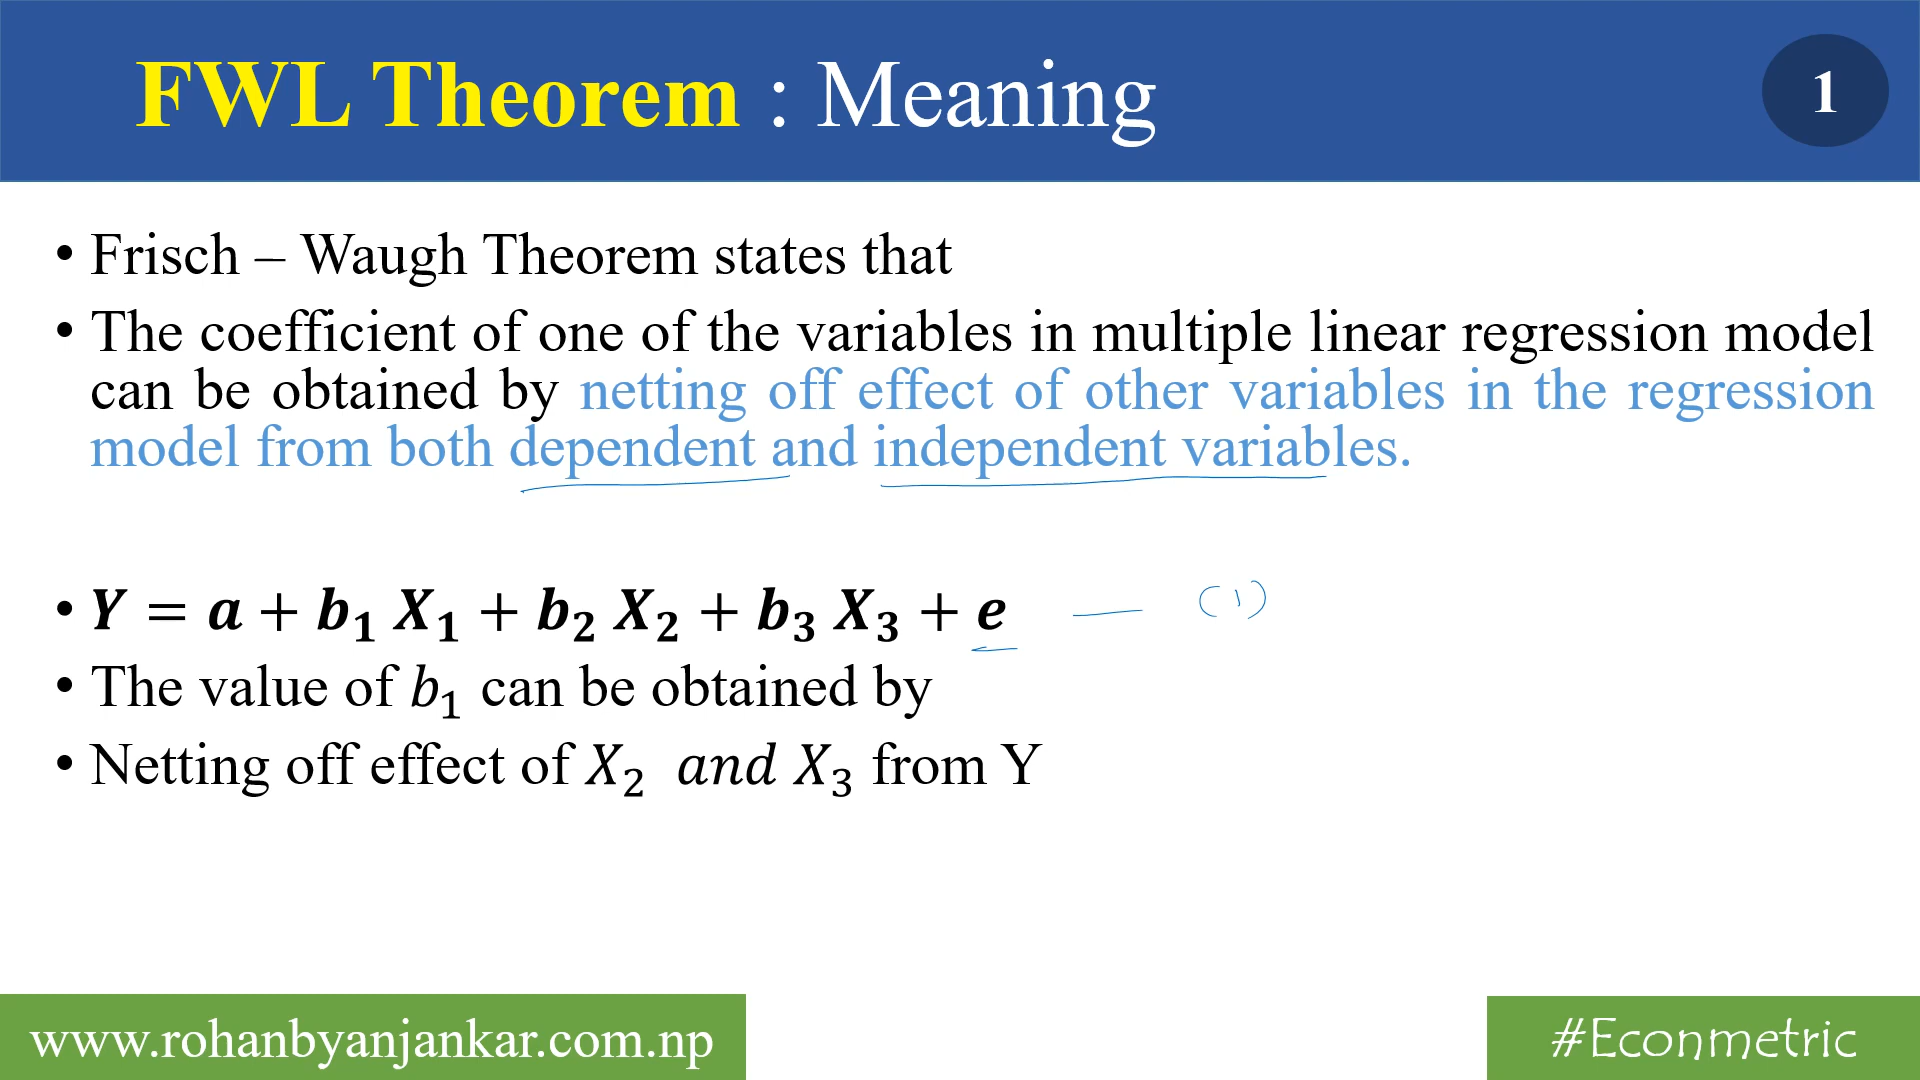 FWL Theorem : Meaning
1
• Frisch – Waugh Theorem states that
• The coefficient of one of the variables in multiple linear regression model
can be obtained by netting off effect of other variables in the regression
model from both dependent and independent variables.
• Y = a + b₁ X₁ + b₂ X₂ + b₃ X₃ + e — (1)
• The value of b₁ can be obtained by
• Netting off effect of X₂ and X₃ from Y
www.rohanbyanjankar.com.np
#Econmetric